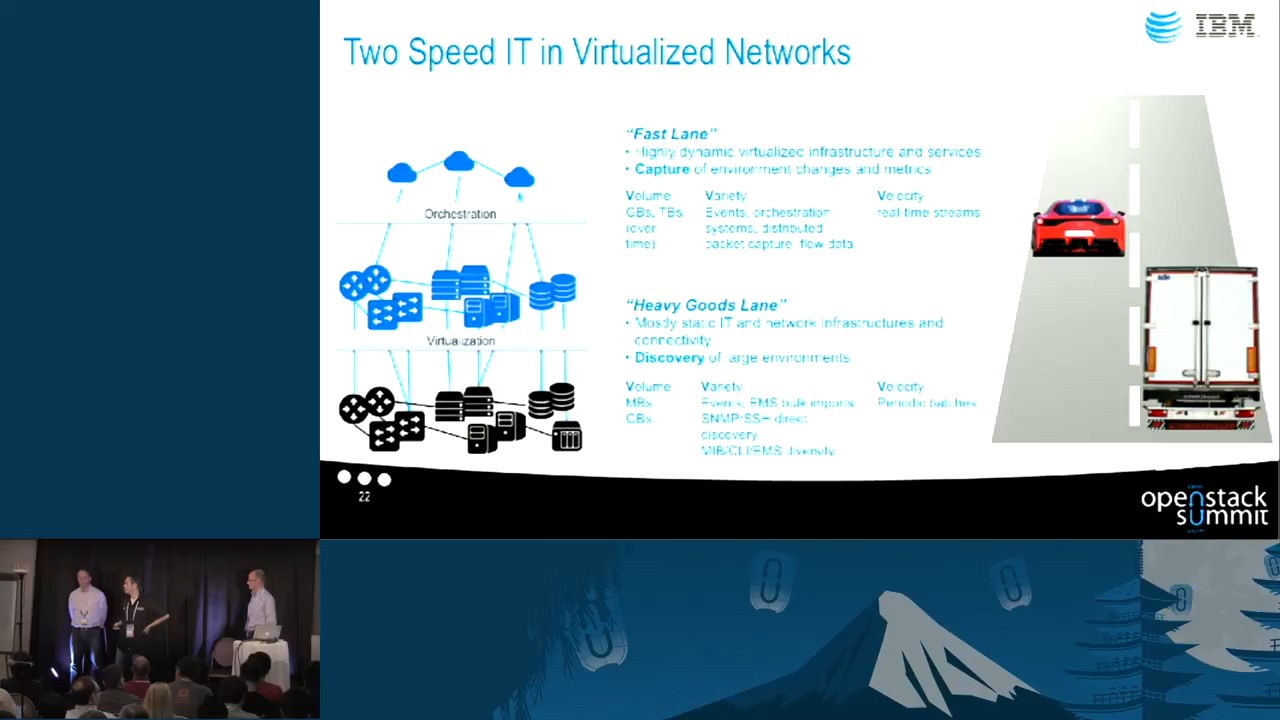 IBM
Two Speed IT in Virtualized Networks
Orchestration
Virtualization
"Fast Lane"
• Highly dynamic virtualized infrastructure and services
• Capture of environment changes and metrics
Volume Variety Velocity
GBs, TBs Events, orchestration real-time streams
(over systems, distributed
time) packet capture, flow data
"Heavy Goods Lane"
• Mostly static IT and network infrastructures and
connectivity
• Discovery of large environments
Volume Variety Velocity
MBs, Events, EMS bulk imports, Periodic batches
GBs SNMP/SSH direct
discovery
MIB/CLI/EMS diversity
22
openstack
summit